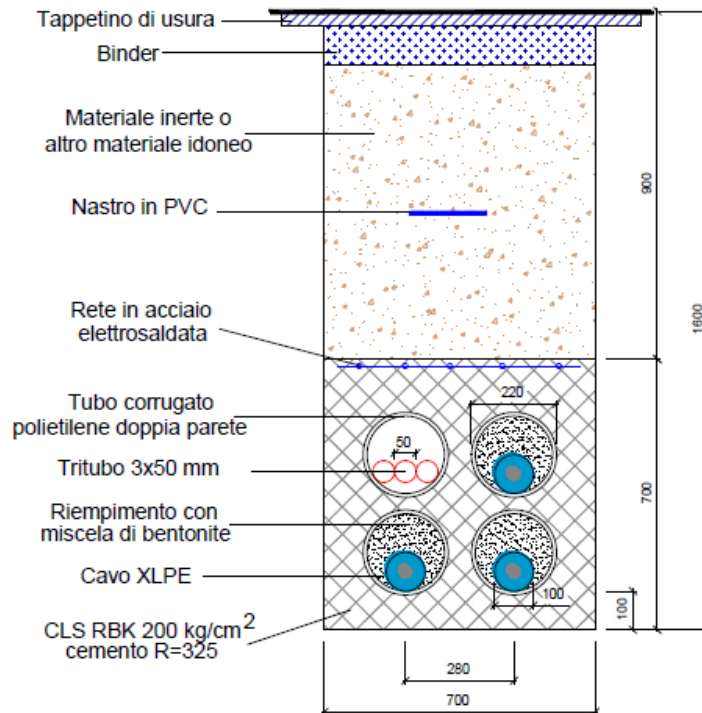 Tappetino di usura
Binder
Materiale inerte o
altro materiale idoneo
Nastro in PVC
Rete in acciaio
elettrosaldata
Tubo corrugato
polietilene doppia parete
Tritubo 3x50 mm
Riempimento con
miscela di bentonite
Cavo XLPE
CLS RBK 200 kg/cm²
cemento R=325
220
50
100
280
700
100
900
700
1600